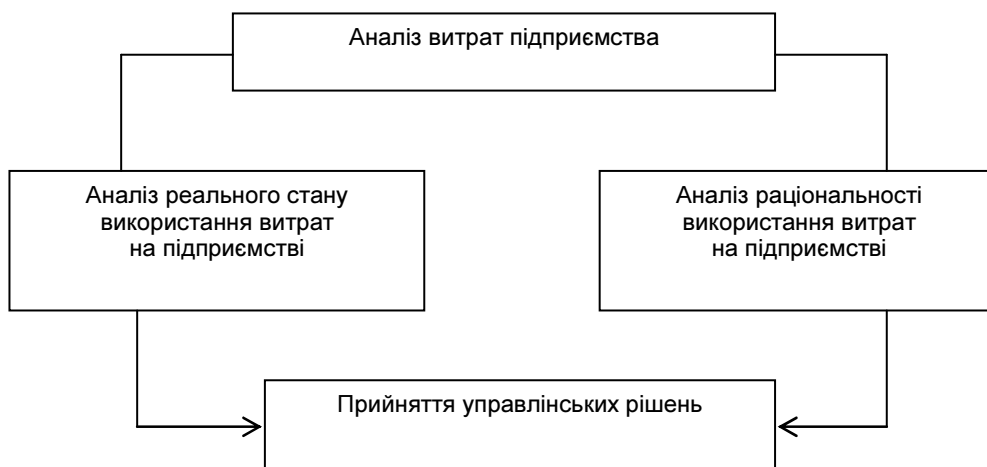 Аналіз витрат підприємства
Аналіз реального стану
використання витрат
на підприємстві
Аналіз раціональності
використання витрат
на підприємстві
Прийняття управлінських рішень